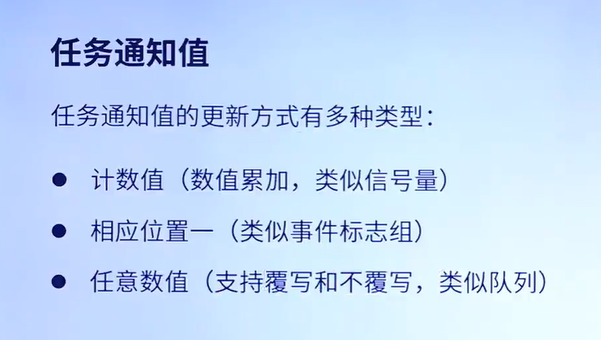 任务通知值
任务通知值的更新方式有多种类型：
● 计数值（数值累加，类似信号量）
● 相应位置一（类似事件标志组）
● 任意数值（支持覆写和不覆写，类似队列）